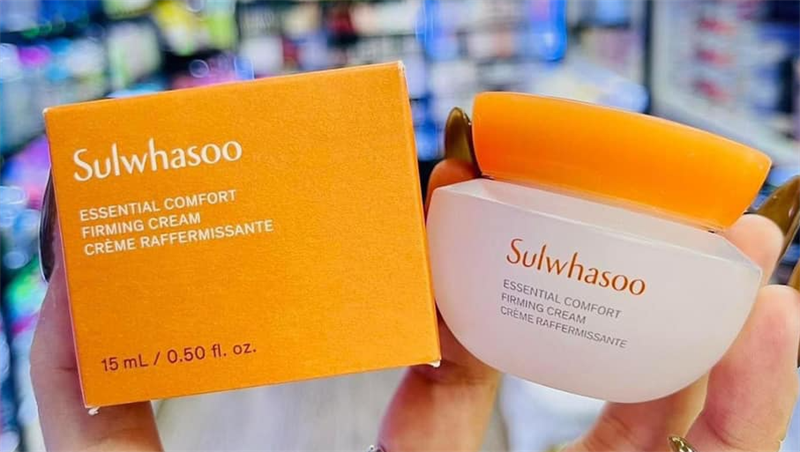 Sulwhasoo
ESSENTIAL COMFORT
FIRMING CREAM
CRÈME RAFFERMISSANTE
15 mL / 0.50 fl. oz.
Sulwhasoo
ESSENTIAL COMFORT
FIRMING CREAM
CRÈME RAFFERMISSANTE